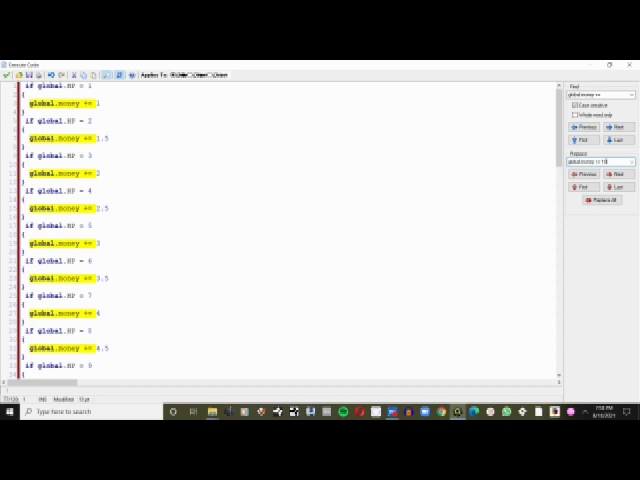 Execute Code
Applies To:
if global.HP = 1
{
global.money += 1
}
if global.HP = 2
{
global.money += 1.5
}
if global.HP = 3
{
global.money += 2
}
if global.HP = 4
{
global.money += 2.5
}
if global.HP = 5
{
global.money += 3
}
if global.HP = 6
{
global.money += 3.5
}
if global.HP = 7
{
global.money += 4
}
if global.HP = 8
{
global.money += 4.5
}
if global.HP = 9
{
Find
global.money +=
Case sensitive
Whole word only
Previous Next
First Last
Replace
Previous Next
First Last
Replace All
INS Modified 10 pt
Type here to search